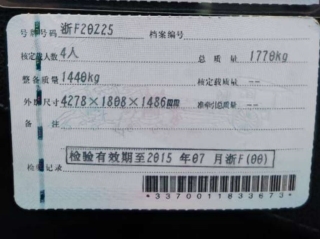 号牌号码 浙F20Z25 档案编号
核定载人数 4人 总质量 1770kg
整备质量 1440kg 核定载质量 --
外廓尺寸 4278×1808×1486mm 准牵引总质量 --
备注
检验记录 检验有效期至2015 年07 月浙F(00)
*3370011833673*